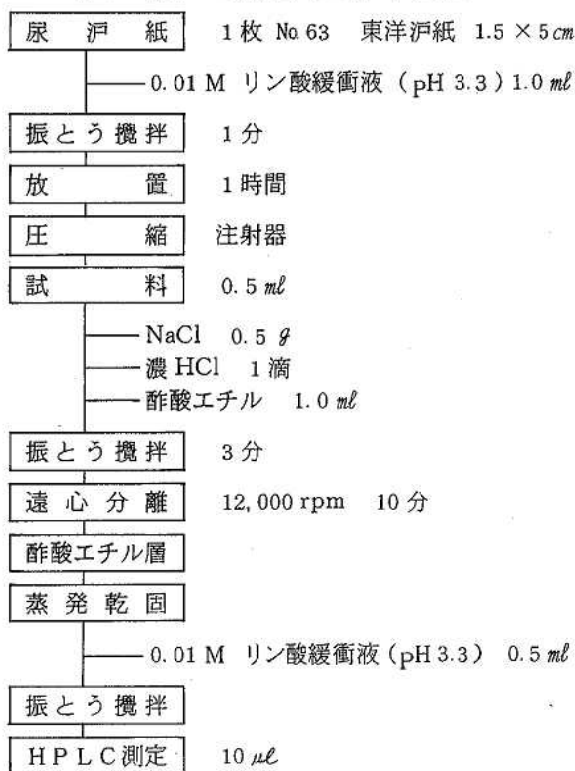 尿沪紙 1枚 No.63 東洋沪紙 1.5×5cm
0.01 M リン酸緩衝液 (pH 3.3) 1.0 ml
振とう攪拌 1分
放置 1時間
圧縮 注射器
試料 0.5 ml
NaCl 0.5 g
濃HCl 1滴
酢酸エチル 1.0 ml
振とう攪拌 3分
遠心分離 12,000 rpm 10分
酢酸エチル層
蒸発乾固
0.01 M リン酸緩衝液 (pH 3.3) 0.5 ml
振とう攪拌
HPLC測定 10 μl